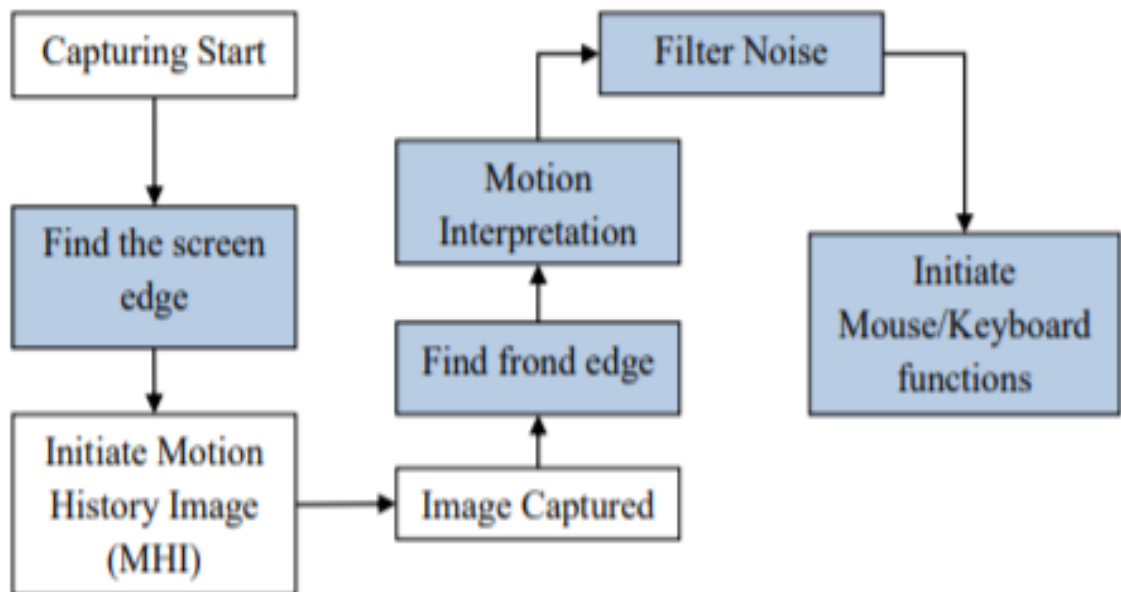 Capturing Start
Find the screen
edge
Initiate Motion
History Image
(MHI)
Image Captured
Find frond edge
Motion
Interpretation
Filter Noise
Initiate
Mouse/Keyboard
functions